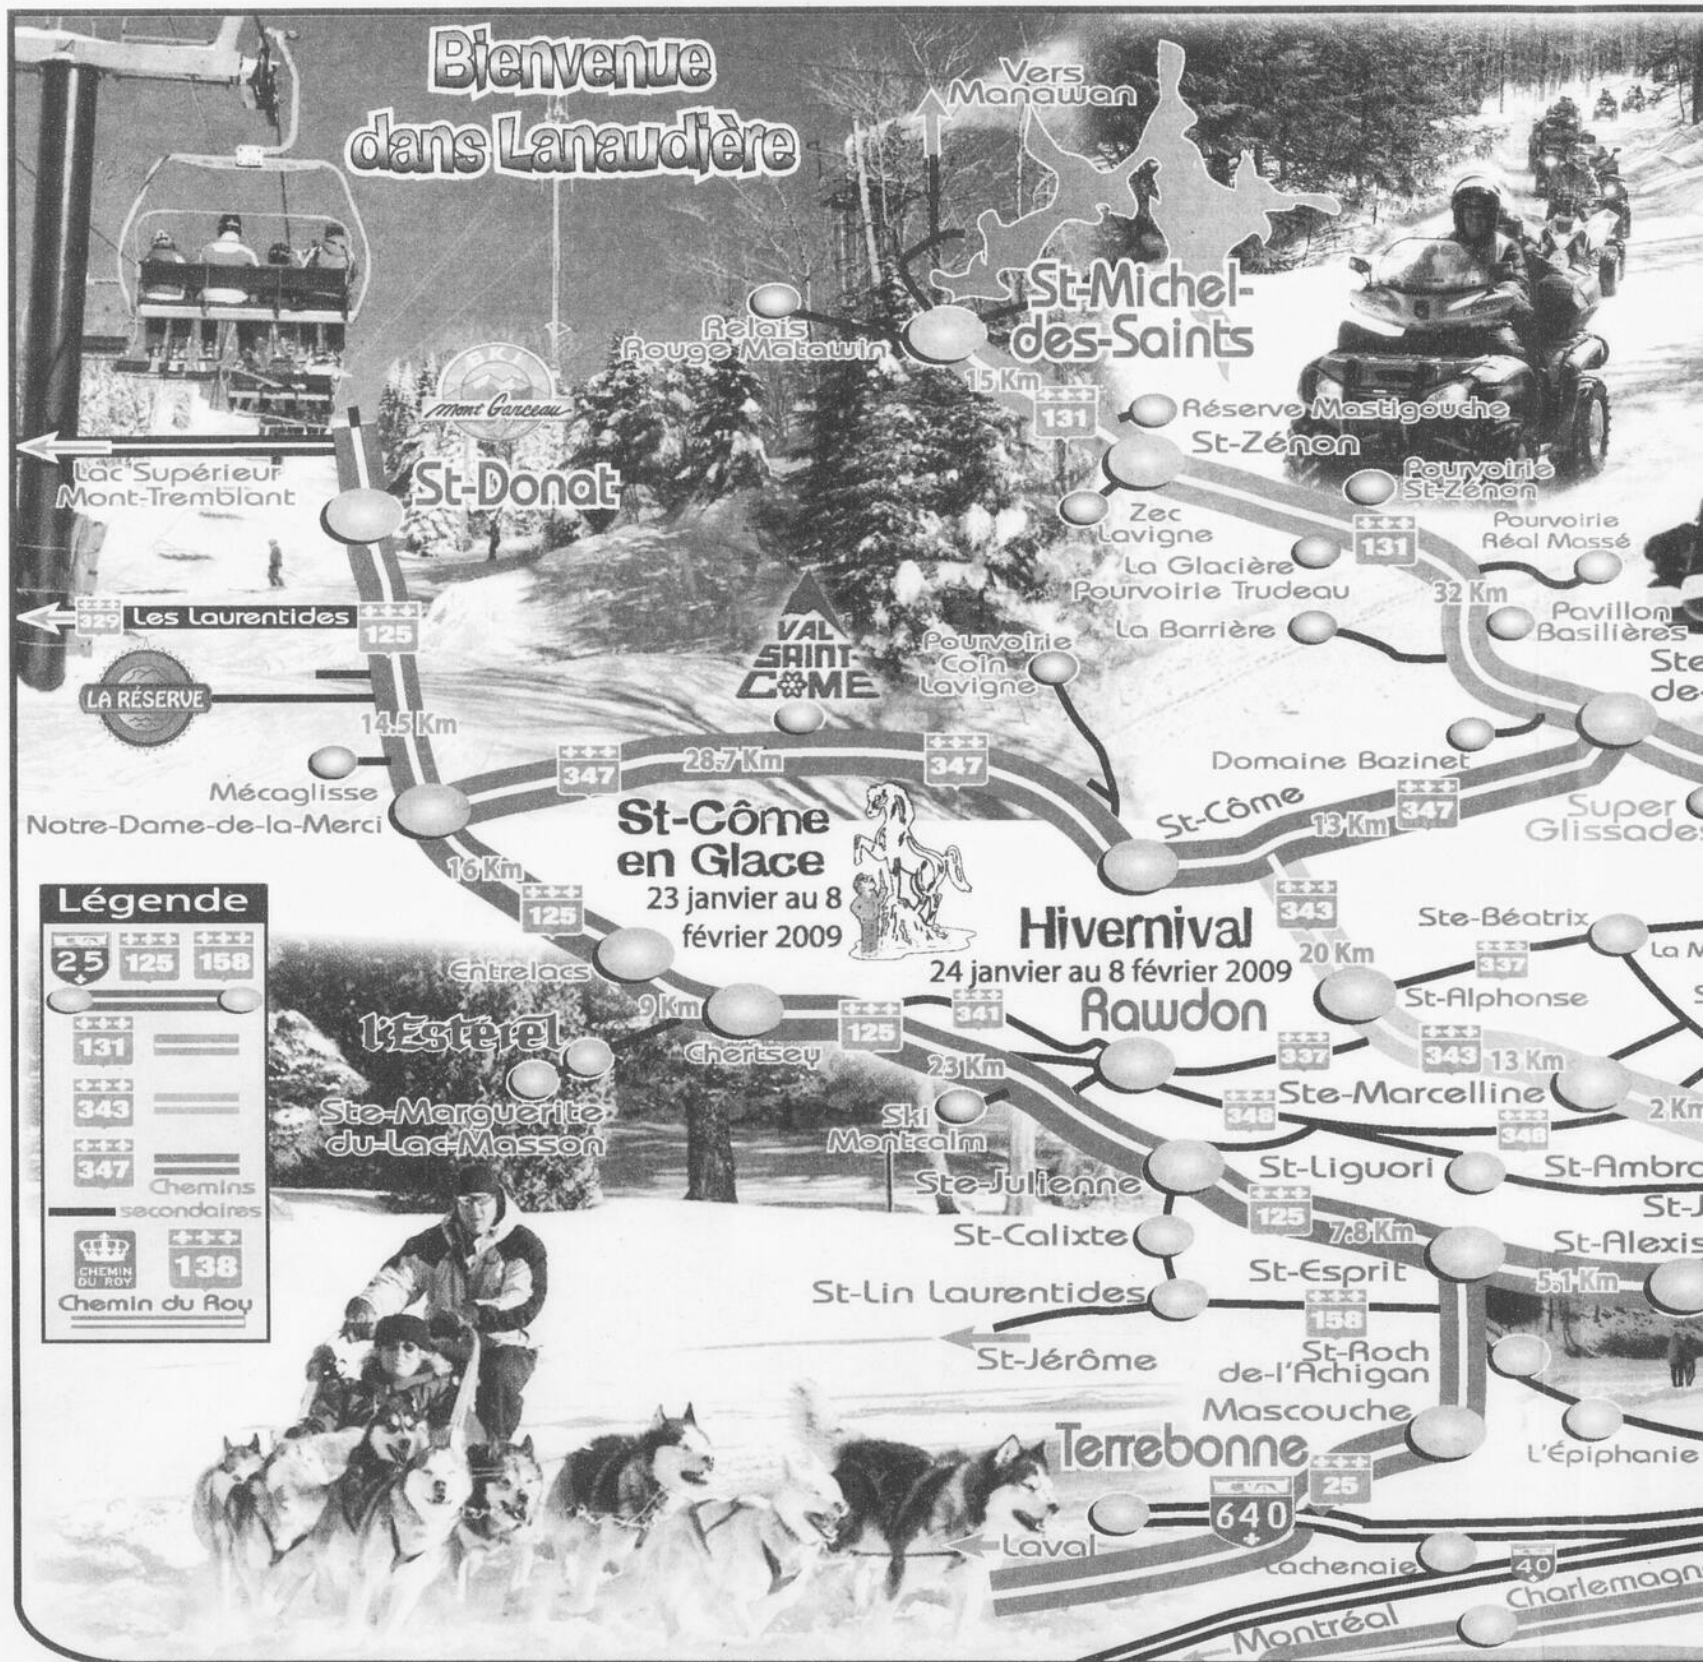 Bienvenue
dans Lanaudière
Vers
Manawan
St-Michel-
des-Saints
Relais
Rouge Matawin
15 Km
131
Réserve Mastigouche
St-Zénon
SKI
Mont Garceau
Lac Supérieur
Mont-Tremblant
St-Donat
Pourvoirie
St-Zénon
Zec
Lavigne
131
Pourvoirie
Réal Massé
La Glacière
Pourvoirie Trudeau
32 Km
329
Les Laurentides
125
La Barrière
Pavillon
Basilières
VAL
SAINT-
CÔME
Pourvoirie
Coin
Lavigne
Ste
de-
LA RÉSERVE
14.5 Km
347
28.7 Km
347
Domaine Bazinet
Mécaglisse
Notre-Dame-de-la-Merci
St-Côme
13 Km
347
Super
Glissades
St-Côme
en Glace
23 janvier au 8
février 2009
16 Km
125
Légende
25
125
158
131
343
347
Chemins
secondaires
CHEMIN
DU ROY
138
Chemin du Roy
Hivernival
24 janvier au 8 février 2009
Rawdon
343
20 Km
Ste-Béatrix
337
La M
St-Alphonse
Entrelacs
9 Km
l'Estérel
Chertsey
125
341
337
343
13 Km
23 Km
Ste-Marguerite
du-Lac-Masson
Ski
Montcalm
348
Ste-Marcelline
2 Km
348
Ste-Julienne
St-Liguori
St-Ambro
125
7.8 Km
St-J
St-Calixte
St-Alexis
St-Esprit
5.1 Km
St-Lin Laurentides
158
St-Jérôme
St-Roch
de-l'Achigan
Mascouche
Terrebonne
25
L'Épiphanie
640
Laval
Lachenaie
40
Charlemagn
Montréal